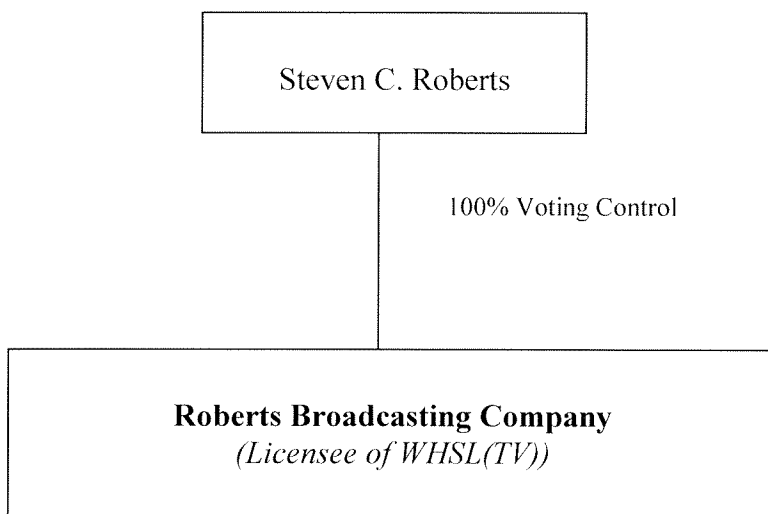 Steven C. Roberts
100% Voting Control
Roberts Broadcasting Company
(Licensee of WHSL(TV))